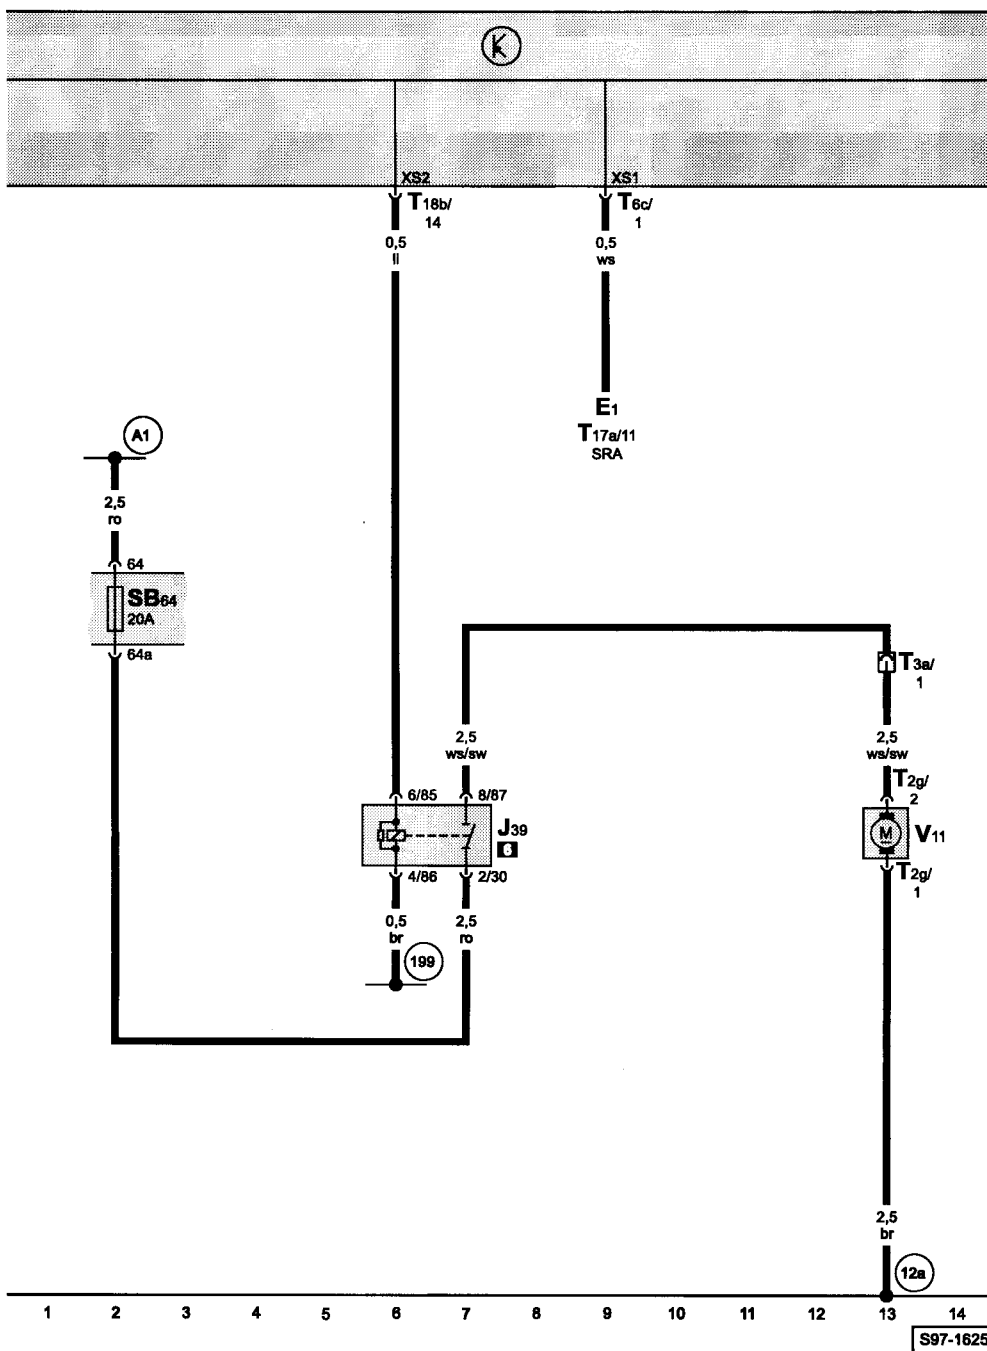 K
XS2
XS1
T18b/
14
T6c/
1
0,5
li
0,5
ws
E1
T17a/11
SRA
A1
2,5
ro
64
SB64
20A
64a
T3a/
1
2,5
ws/sw
2,5
ws/sw
T2g/
2
6/85
8/87
J39
6
M
V11
4/86
2/30
T2g/
1
0,5
br
2,5
ro
199
2,5
br
12a
1 2 3 4 5 6 7 8 9 10 11 12 13 14
S97-1625